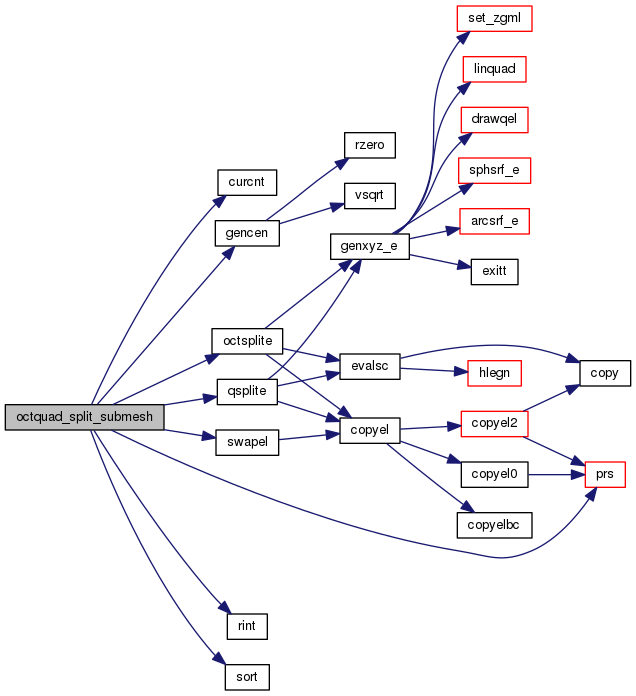 set_zgml
linquad
drawqel
rzero
sphsrf_e
curcnt
vsqrt
arcsrf_e
gencen
genxyz_e
exitt
octsplite
evalsc
hlegn
copy
qsplite
octquad_split_submesh
copyel2
swapel
copyel
copyel0
prs
copyelbc
rint
sort